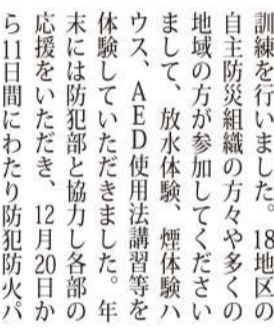 訓練を行いました。18地区の
自主防災組織の方々や多くの
地域の方が参加してください
まして、放水体験、煙体験ハ
ウス、AED使用法講習等を
体験していただきました。年
末には防犯部と協力し各部の
応援をいただき、12月20日か
ら11日間にわたり防犯防火パ